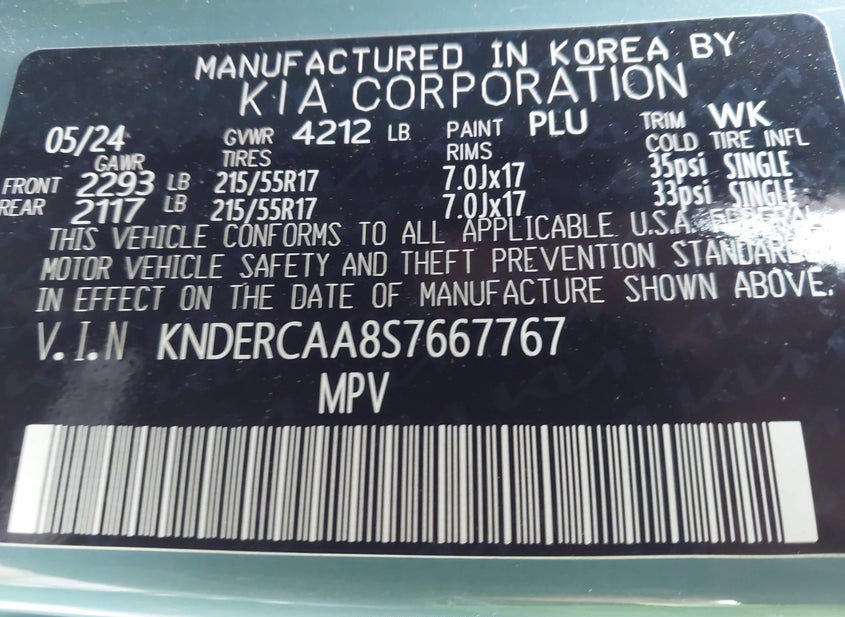 MANUFACTURED IN KOREA BY
KIA CORPORATION
05/24 GVWR 4212 LB PAINT PLU TRIM WK
GAWR TIRES RIMS COLD TIRE INFL
FRONT 2293 LB 215/55R17 7.0Jx17 35psi SINGLE
REAR 2117 LB 215/55R17 7.0Jx17 33psi SINGLE
THIS VEHICLE CONFORMS TO ALL APPLICABLE U.S.A. FEDERAL
MOTOR VEHICLE SAFETY AND THEFT PREVENTION STANDARDS
IN EFFECT ON THE DATE OF MANUFACTURE SHOWN ABOVE.
V.I.N KNDERCAA8S7667767
MPV